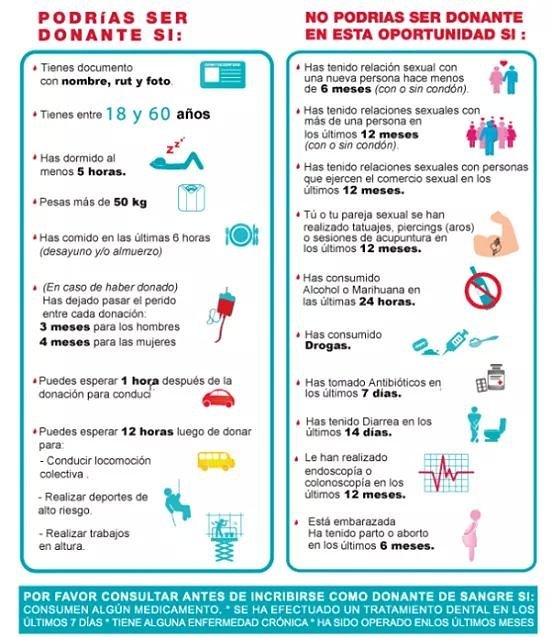 PODRíAS SER
DONANTE SI:
Tienes documento
con nombre, rut y foto.
Tienes entre 18 y 60 años
Has dormido al
menos 5 horas.
zzz
Pesas más de 50 kg
Has comido en las últimas 6 horas
(desayuno y/o almuerzo)
(En caso de haber donado)
Has dejado pasar el perido
entre cada donación:
3 meses para los hombres
4 meses para las mujeres
Puedes esperar 1 hora después de la
donación para conducí
Puedes esperar 12 horas luego de donar
para:
- Conducir locomoción
colectiva .
- Realizar deportes de
alto riesgo.
- Realizar trabajos
en altura.
NO PODRIAS SER DONANTE
EN ESTA OPORTUNIDAD SI :
Has tenido relación sexual con
una nueva persona hace menos
de 6 meses (con o sin condón).
Has tenido relaciones sexuales con
más de una persona en
los últimos 12 meses
(con o sin condón).
Has tenido relaciones sexuales con personas
que ejercen el comercio sexual en los
últimos 12 meses.
Tú o tu pareja sexual se han
realizado tatuajes, piercings (aros)
o sesiones de acupuntura en
los últimos 12 meses.
Has consumido
Alcohol o Marihuana en
las últimas 24 horas.
Has consumido
Drogas.
Has tomado Antibióticos en
los últimos 7 días.
Has tenido Diarrea en los
últimos 14 días.
Le han realizado
endoscopía o
colonoscopía en los
últimos 12 meses.
Está embarazada
Ha tenido parto o aborto
en los últimos 6 meses.
POR FAVOR CONSULTAR ANTES DE INCRIBIRSE COMO DONANTE DE SANGRE SI:
CONSUMEN ALGÚN MEDICAMENTO. * SE HA EFECTUADO UN TRATAMIENTO DENTAL EN LOS
ÚLTIMOS 7 DÍAS * TIENE ALGUNA ENFERMEDAD CRÓNICA * HA SIDO OPERADO ENLOS ÚLTIMOS MESES